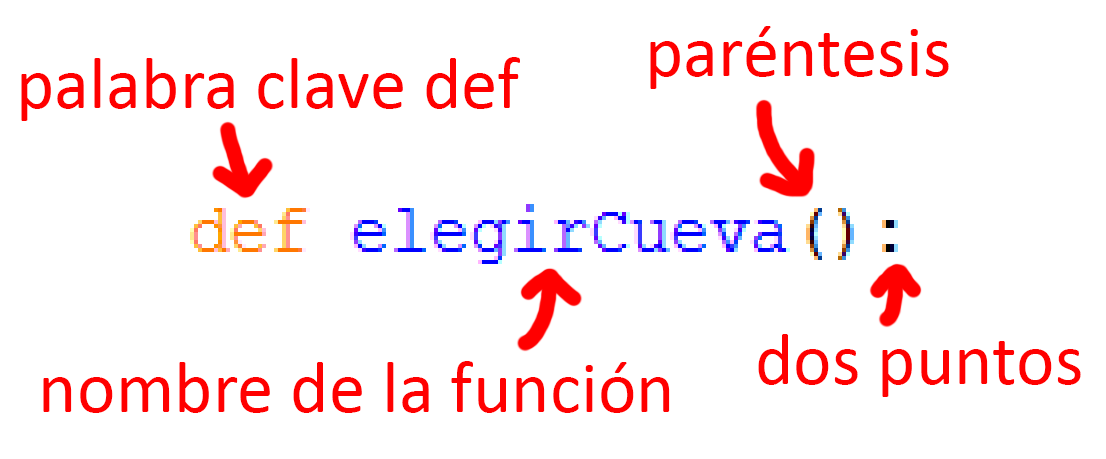 palabra clave def
paréntesis
def elegirCueva():
nombre de la función
dos puntos